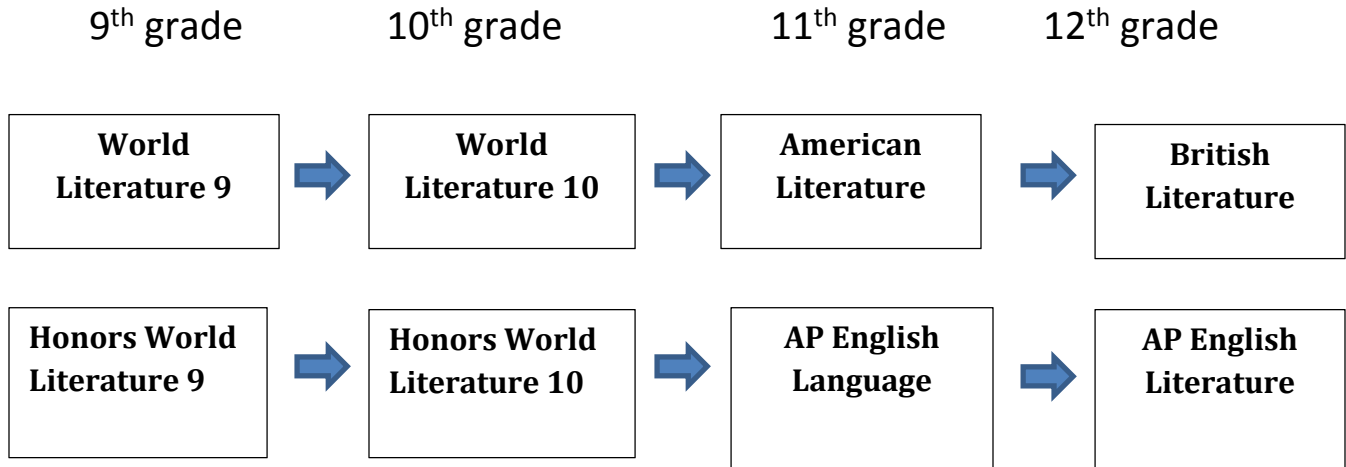 9th grade 10th grade 11th grade 12th grade
World
Literature 9
World
Literature 10
American
Literature
British
Literature
Honors World
Literature 9
Honors World
Literature 10
AP English
Language
AP English
Literature